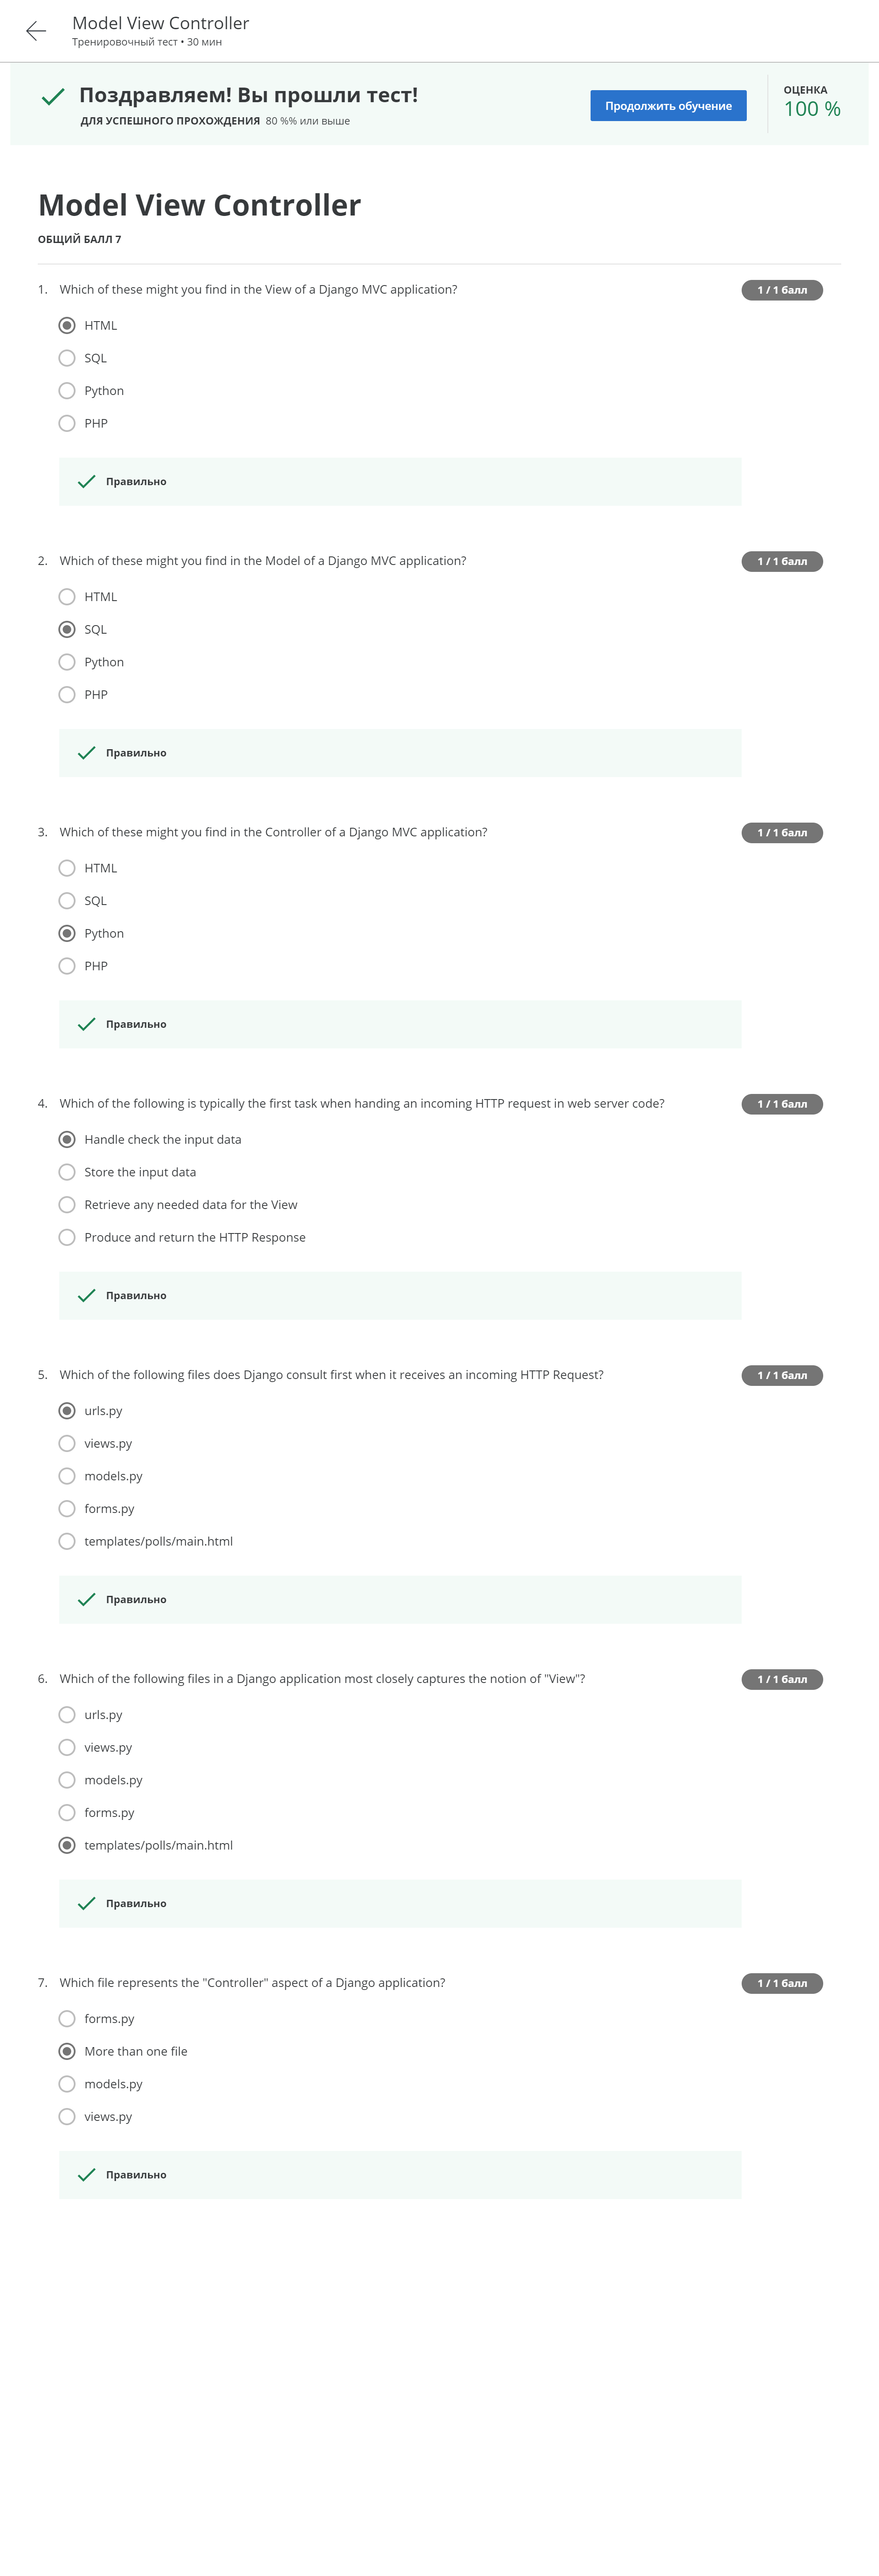 Model View Controller
Тренировочный тест • 30 мин
Поздравляем! Вы прошли тест!
ДЛЯ УСПЕШНОГО ПРОХОЖДЕНИЯ 80 %% или выше
Продолжить обучение
ОЦЕНКА
100 %
Model View Controller
ОБЩИЙ БАЛЛ 7
1. Which of these might you find in the View of a Django MVC application?
1 / 1 балл
HTML
SQL
Python
PHP
Правильно
2. Which of these might you find in the Model of a Django MVC application?
1 / 1 балл
HTML
SQL
Python
PHP
Правильно
3. Which of these might you find in the Controller of a Django MVC application?
1 / 1 балл
HTML
SQL
Python
PHP
Правильно
4. Which of the following is typically the first task when handing an incoming HTTP request in web server code?
1 / 1 балл
Handle check the input data
Store the input data
Retrieve any needed data for the View
Produce and return the HTTP Response
Правильно
5. Which of the following files does Django consult first when it receives an incoming HTTP Request?
1 / 1 балл
urls.py
views.py
models.py
forms.py
templates/polls/main.html
Правильно
6. Which of the following files in a Django application most closely captures the notion of "View"?
1 / 1 балл
urls.py
views.py
models.py
forms.py
templates/polls/main.html
Правильно
7. Which file represents the "Controller" aspect of a Django application?
1 / 1 балл
forms.py
More than one file
models.py
views.py
Правильно